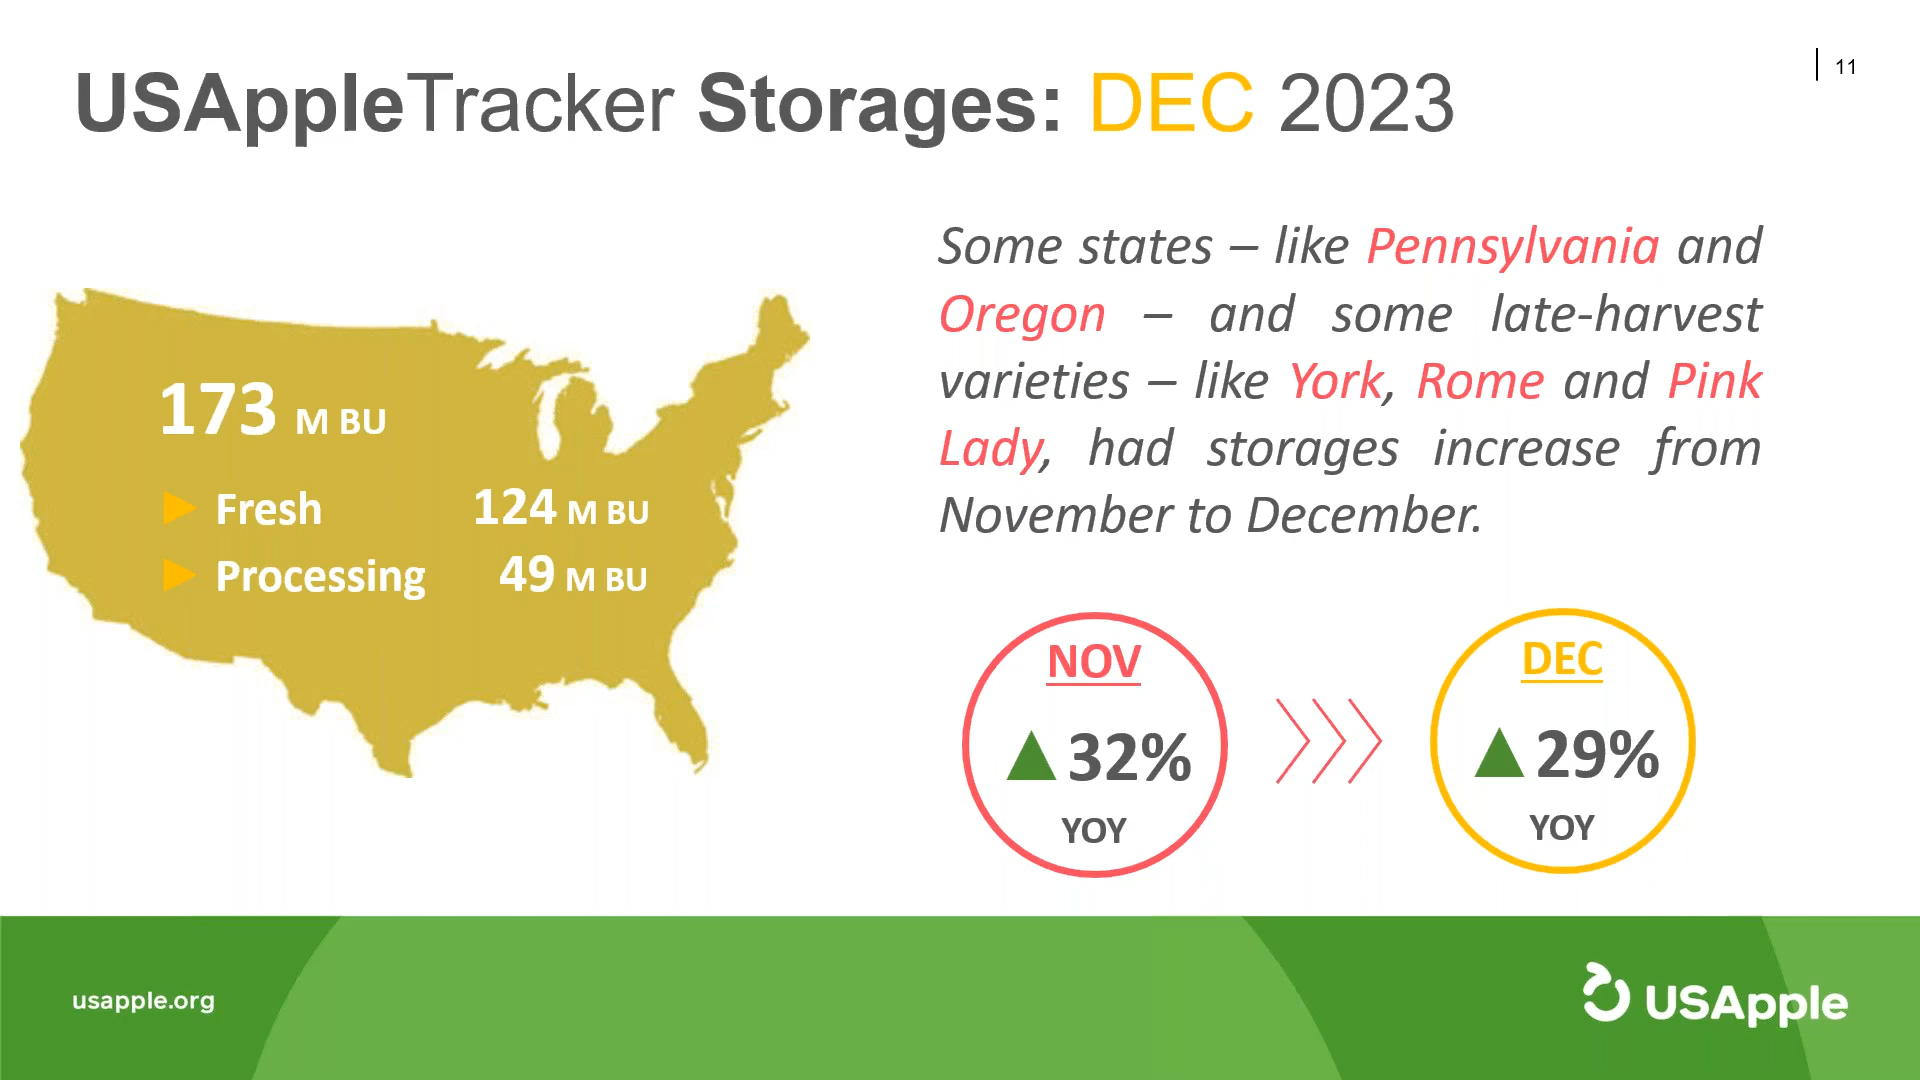 USAppleTracker Storages: DEC 2023
11
173 M BU
Fresh 124 M BU
Processing 49 M BU
Some states – like Pennsylvania and
Oregon – and some late-harvest
varieties – like York, Rome and Pink
Lady, had storages increase from
November to December.
NOV
32%
YOY
DEC
29%
YOY
usapple.org
USApple